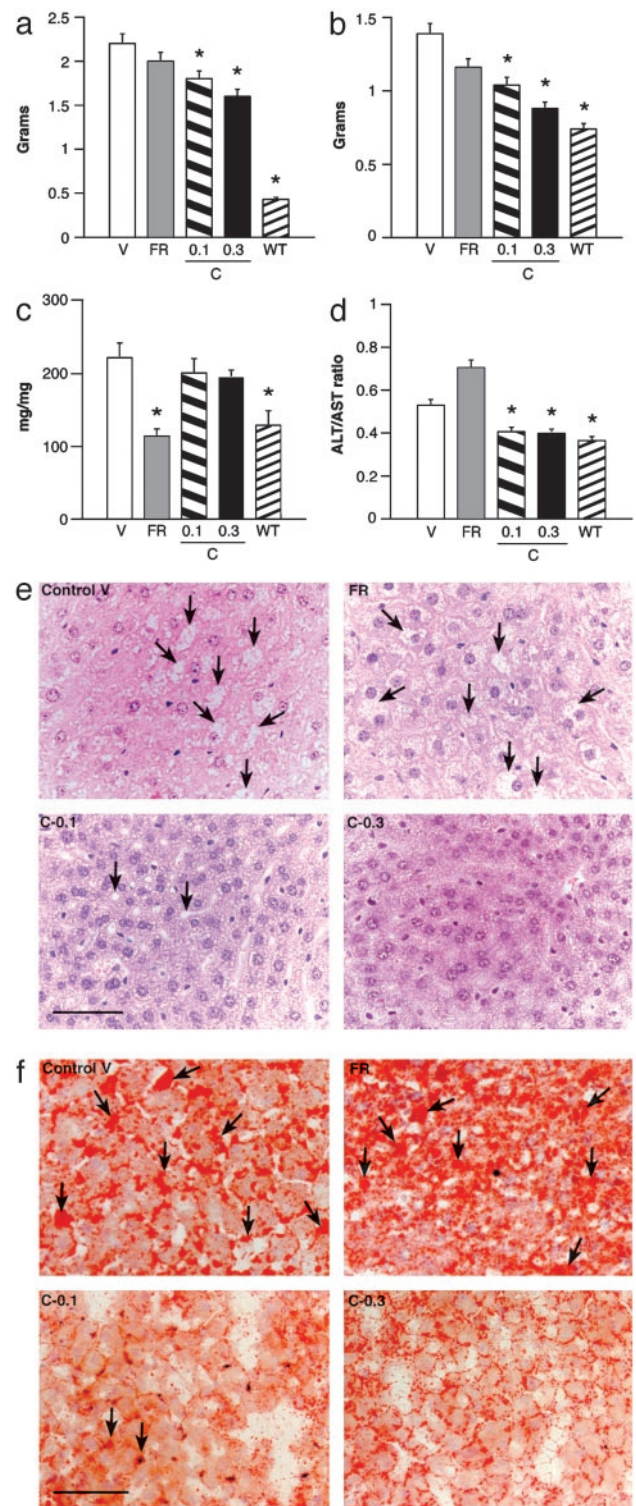 a
b
2.5
2
1.5
1
0.5
0
Grams
* * *
V FR 0.1 0.3 WT
C
1.5
1
0.5
0
Grams
* * *
V FR 0.1 0.3 WT
C
c
d
300
200
100
0
mg/mg
* *
V FR 0.1 0.3 WT
C
1
0.8
0.6
0.4
0.2
0
ALT/AST ratio
* * *
V FR 0.1 0.3 WT
C
e
Control V
FR
C-0.1
C-0.3
f
Control V
FR
C-0.1
C-0.3